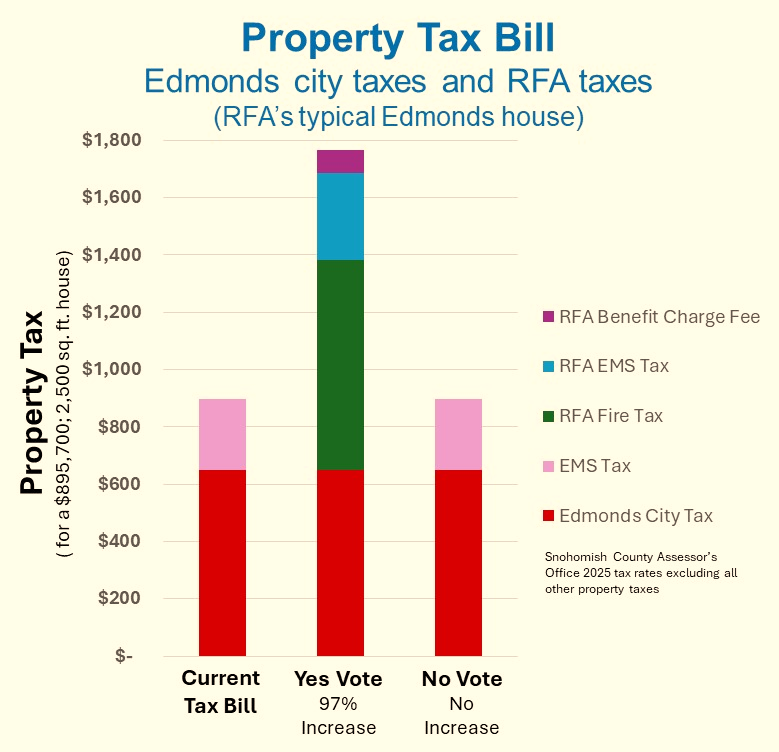 Property Tax Bill
Edmonds city taxes and RFA taxes
(RFA's typical Edmonds house)
Property Tax
( for a $895,700; 2,500 sq. ft. house)
$1,800
$1,600
$1,400
$1,200
$1,000
$800
$600
$400
$200
$-
Current
Tax Bill
Yes Vote
97%
Increase
No Vote
No
Increase
RFA Benefit Charge Fee
RFA EMS Tax
RFA Fire Tax
EMS Tax
Edmonds City Tax
Snohomish County Assessor's
Office 2025 tax rates excluding all
other property taxes